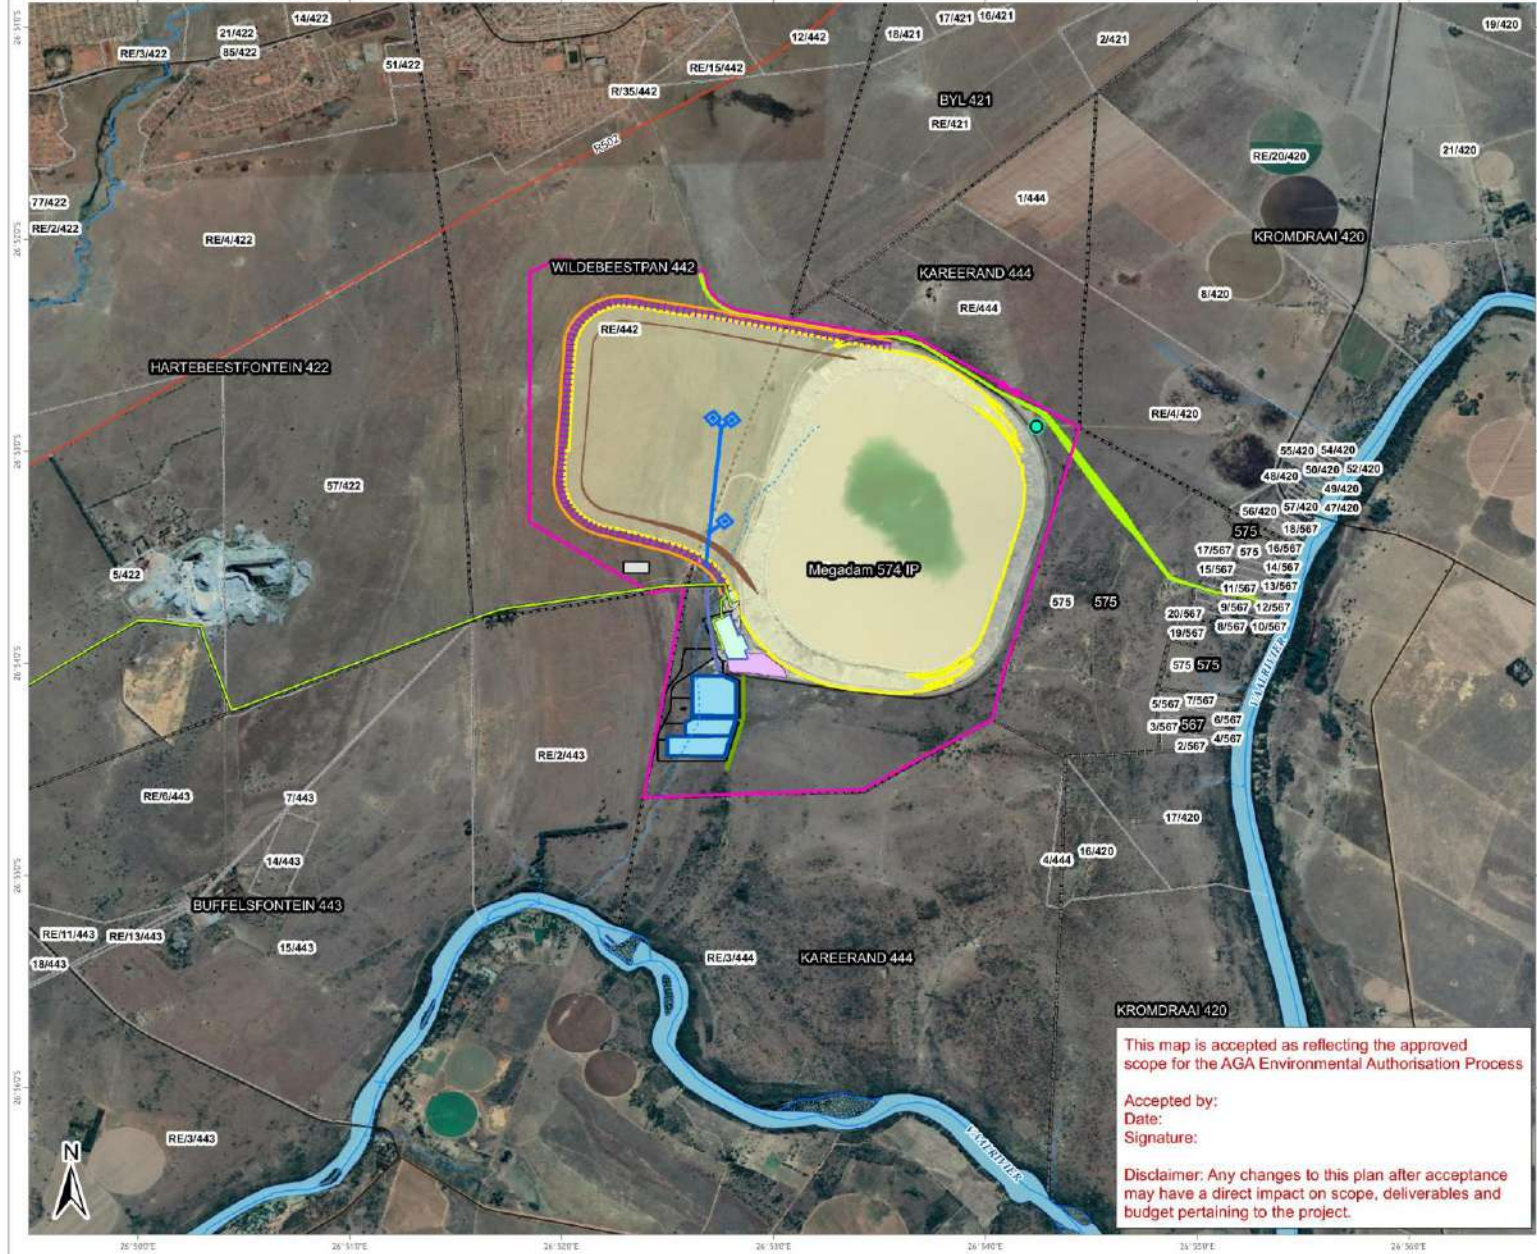 14/422
17/421
16/421
19/420
21/422
12/442
18/421
2/421
RE/3/422
85/422
51/422
RE/15/442
R/35/442
BYL 421
RE/421
R502
RE/20/420
21/420
77/422
RE/2/422
RE/4/422
1/444
KROMDRAAI 420
WILDEBEESTPAN 442
KAREERAND 444
8/420
RE/444
RE/442
HARTEBEESTFONTEIN 422
RE/4/420
55/420
54/420
50/420
52/420
48/420
57/422
49/420
56/420
57/420
47/420
18/567
575
17/567
575
16/567
5/422
Megadam 574 IP
15/567
14/567
11/567
13/567
575
575
20/567
9/567
12/567
19/567
8/567
10/567
575
575
VAALRIVIER
5/567
7/567
3/567
567
6/567
2/567
4/567
RE/2/443
RE/6/443
7/443
17/420
14/443
4/444
16/420
BUFFELSFONTEIN 443
RE/11/443
RE/13/443
15/443
18/443
RE/3/444
KAREERAND 444
KROMDRAAI 420
This map is accepted as reflecting the approved
scope for the AGA Environmental Authorisation Process
Accepted by:
Date:
Signature:
Disclaimer: Any changes to this plan after acceptance
may have a direct impact on scope, deliverables and
budget pertaining to the project.
RE/3/443
N
VAALRIVIER